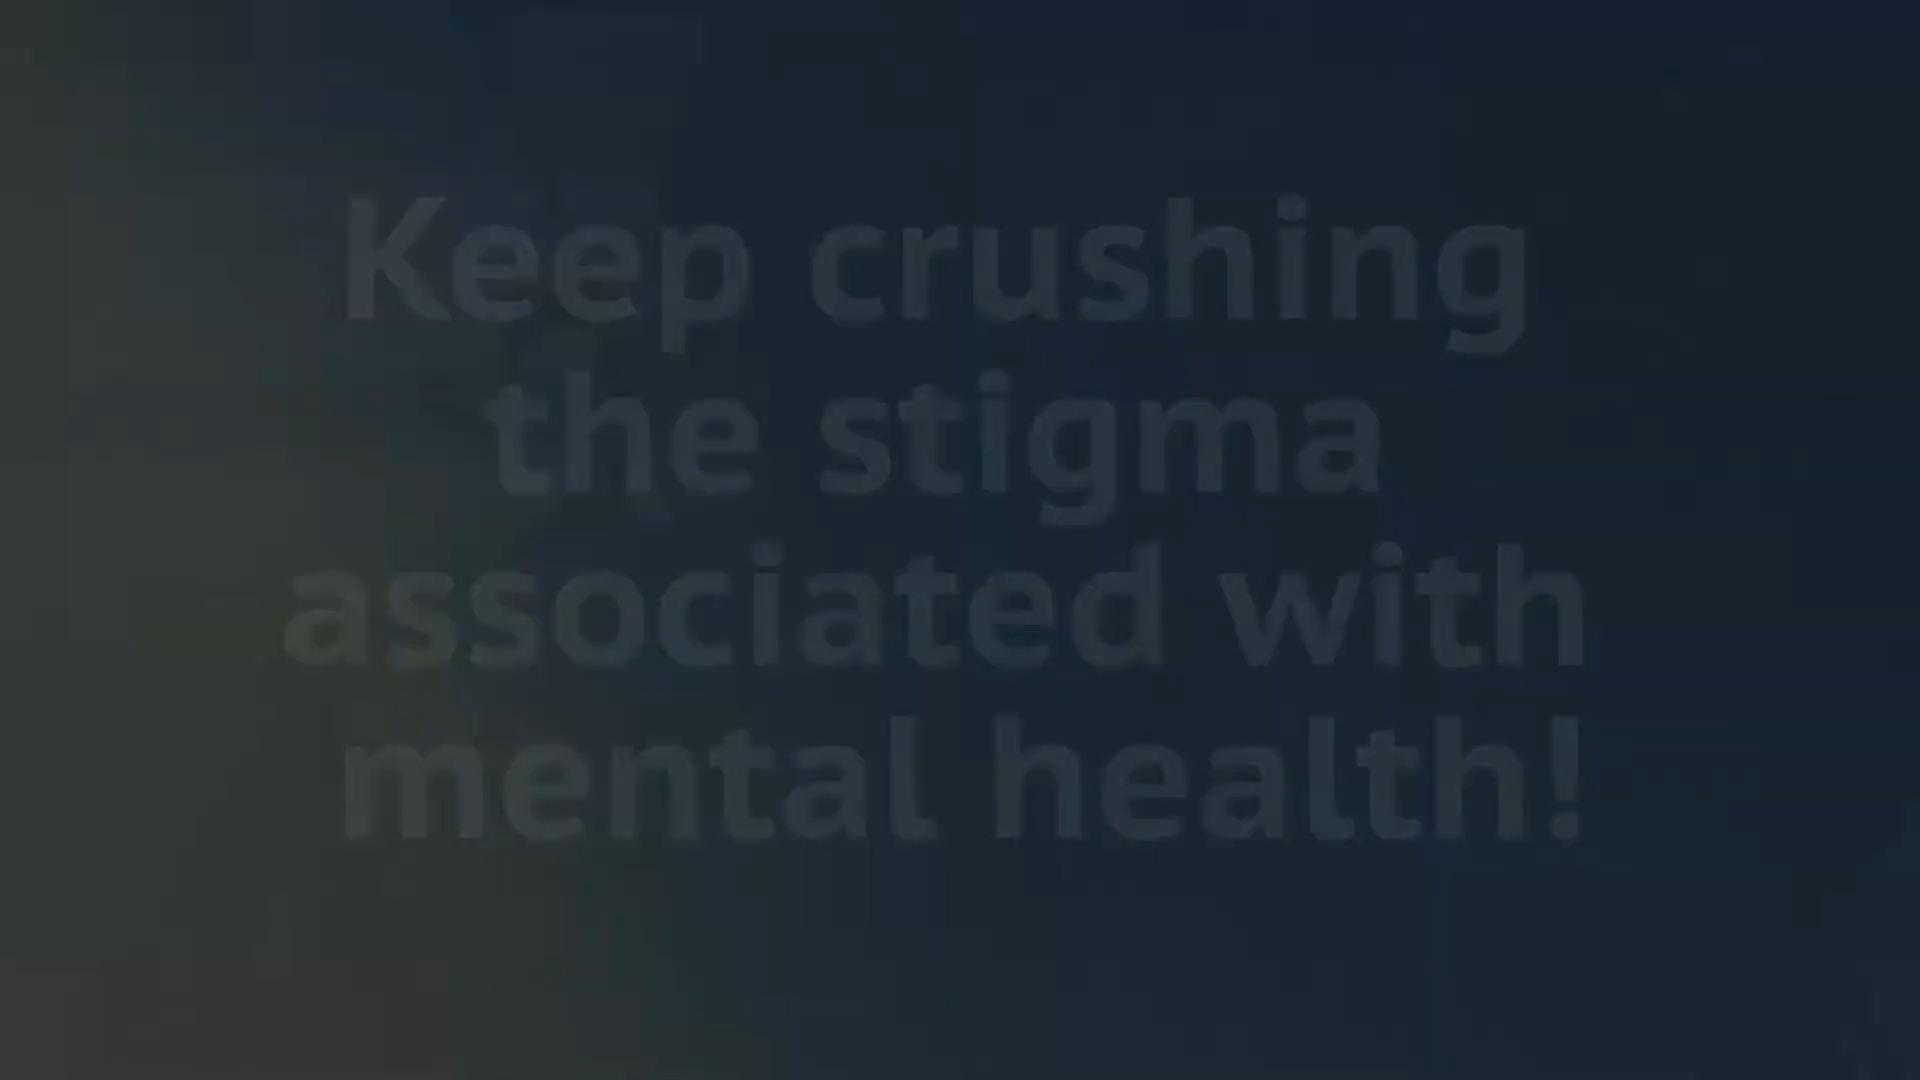 Keep crushing
the stigma
associated with
mental health!